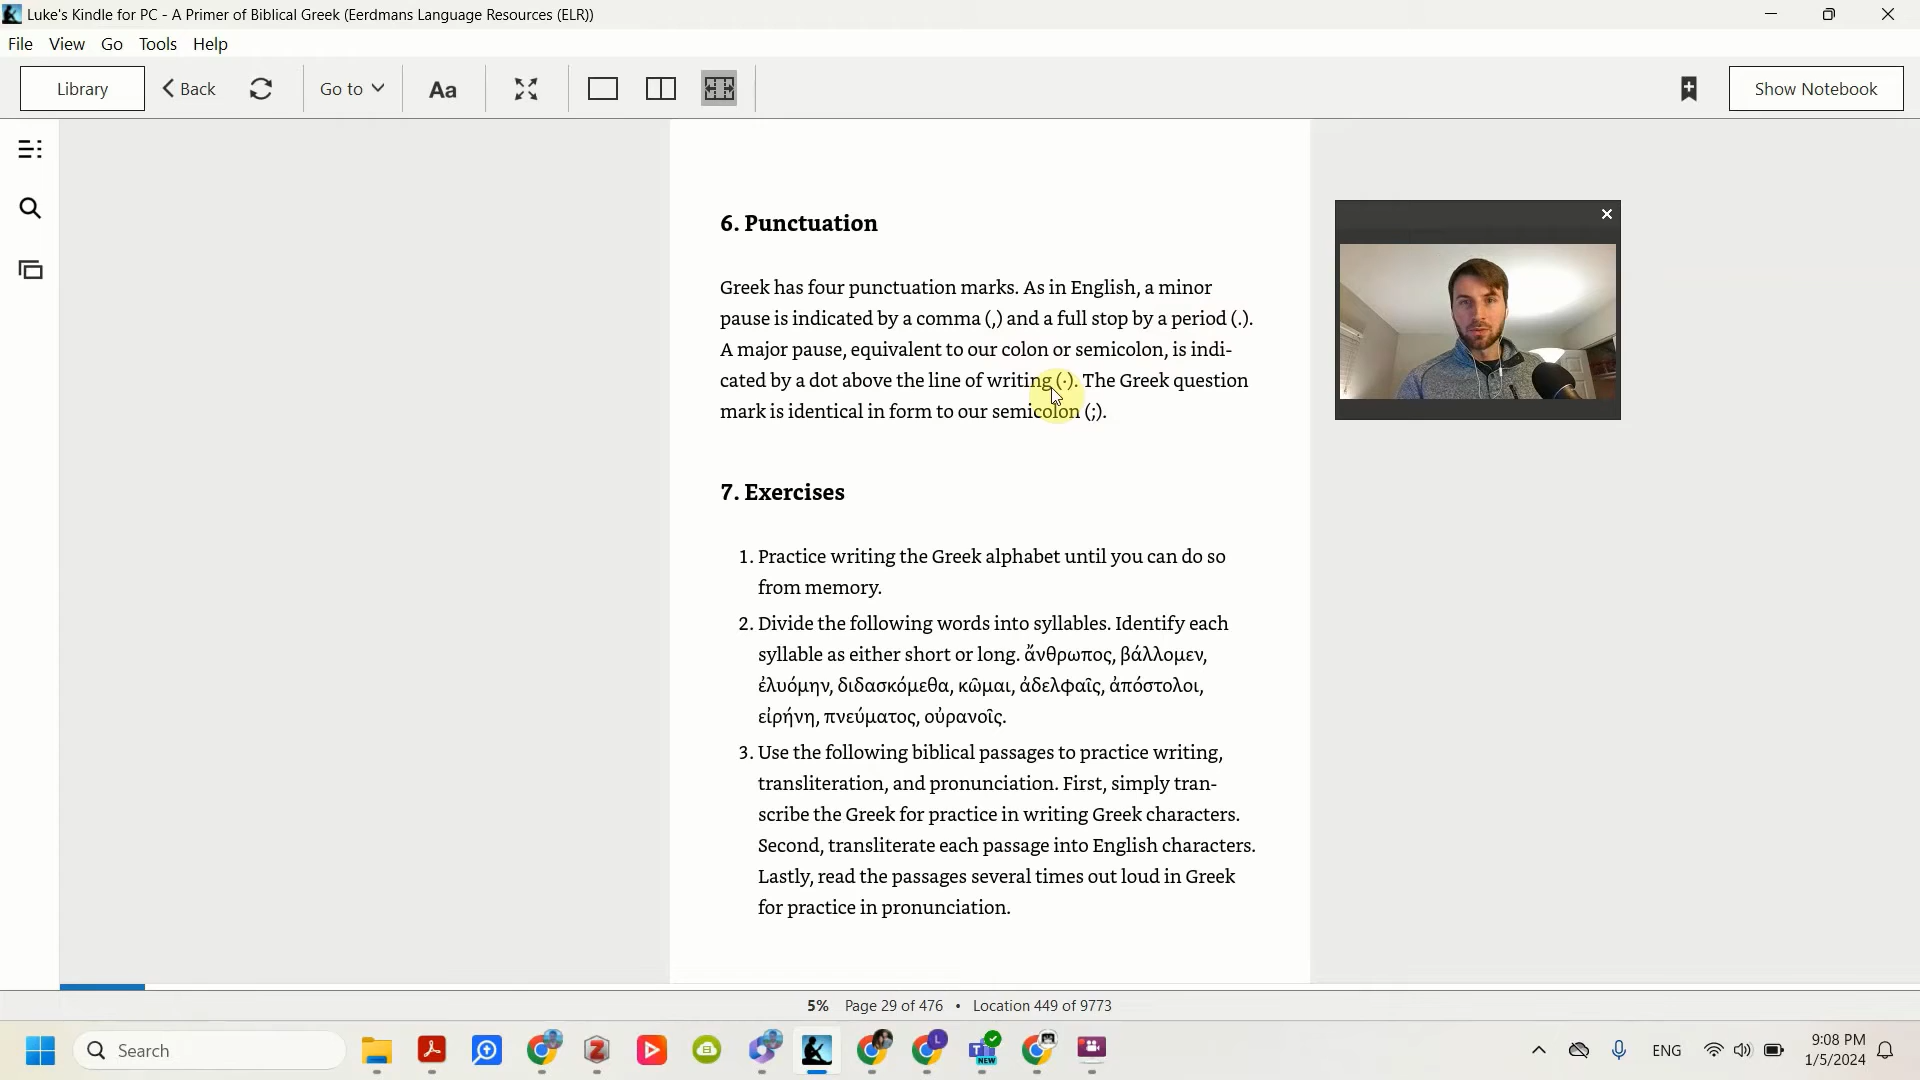 Luke's Kindle for PC - A Primer of Biblical Greek (Eerdmans Language Resources (ELR))
File View Go Tools Help
Library Back Go to Aa Show Notebook
6. Punctuation
Greek has four punctuation marks. As in English, a minor
pause is indicated by a comma (,) and a full stop by a period (.).
A major pause, equivalent to our colon or semicolon, is indi-
cated by a dot above the line of writing (·). The Greek question
mark is identical in form to our semicolon (;).
7. Exercises
1. Practice writing the Greek alphabet until you can do so
from memory.
2. Divide the following words into syllables. Identify each
syllable as either short or long. ἄνθρωπος, βάλλομεν,
ἐλυόμην, διδασκόμεθα, κῶμαι, ἀδελφαῖς, ἀπόστολοι,
εἰρήνη, πνεύματος, οὐρανοῖς.
3. Use the following biblical passages to practice writing,
transliteration, and pronunciation. First, simply tran-
scribe the Greek for practice in writing Greek characters.
Second, transliterate each passage into English characters.
Lastly, read the passages several times out loud in Greek
for practice in pronunciation.
5% Page 29 of 476 • Location 449 of 9773
Search
L
NEW
ENG
9:08 PM
1/5/2024